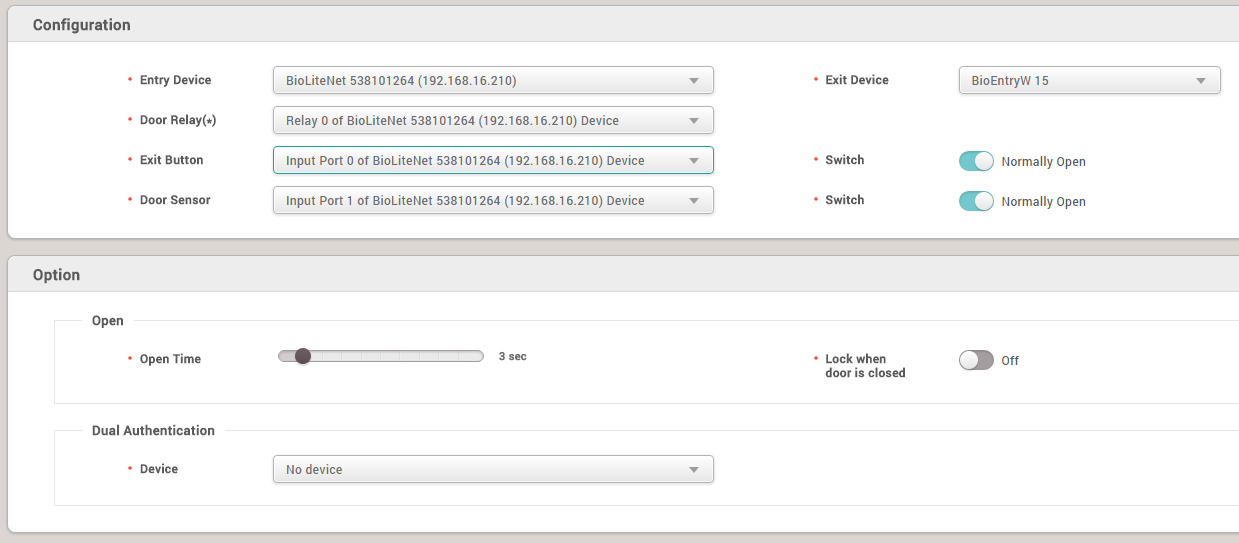 Configuration
Entry Device BioLiteNet 538101264 (192.168.16.210) Exit Device BioEntryW 15
Door Relay(*) Relay 0 of BioLiteNet 538101264 (192.168.16.210) Device
Exit Button Input Port 0 of BioLiteNet 538101264 (192.168.16.210) Device Switch Normally Open
Door Sensor Input Port 1 of BioLiteNet 538101264 (192.168.16.210) Device Switch Normally Open
Option
Open
Open Time 3 sec Lock when
door is closed Off
Dual Authentication
Device No device